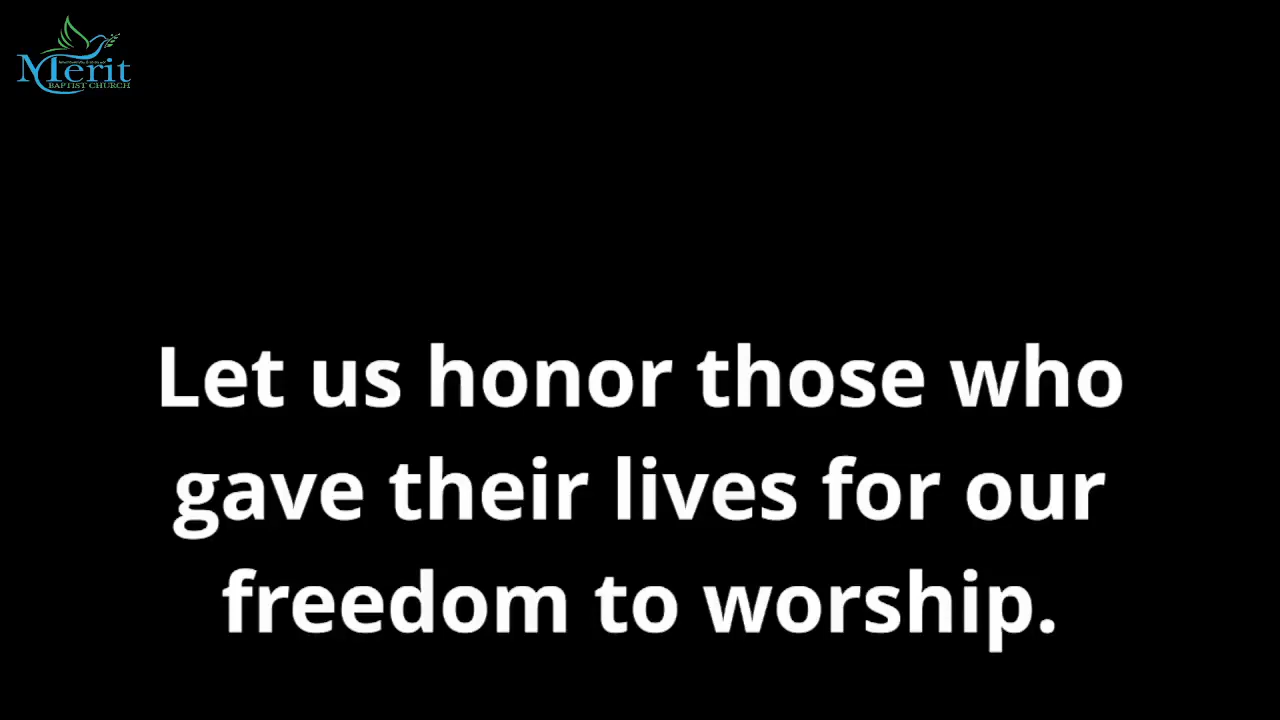 Merit
BAPTIST CHURCH
Let us honor those who
gave their lives for our
freedom to worship.